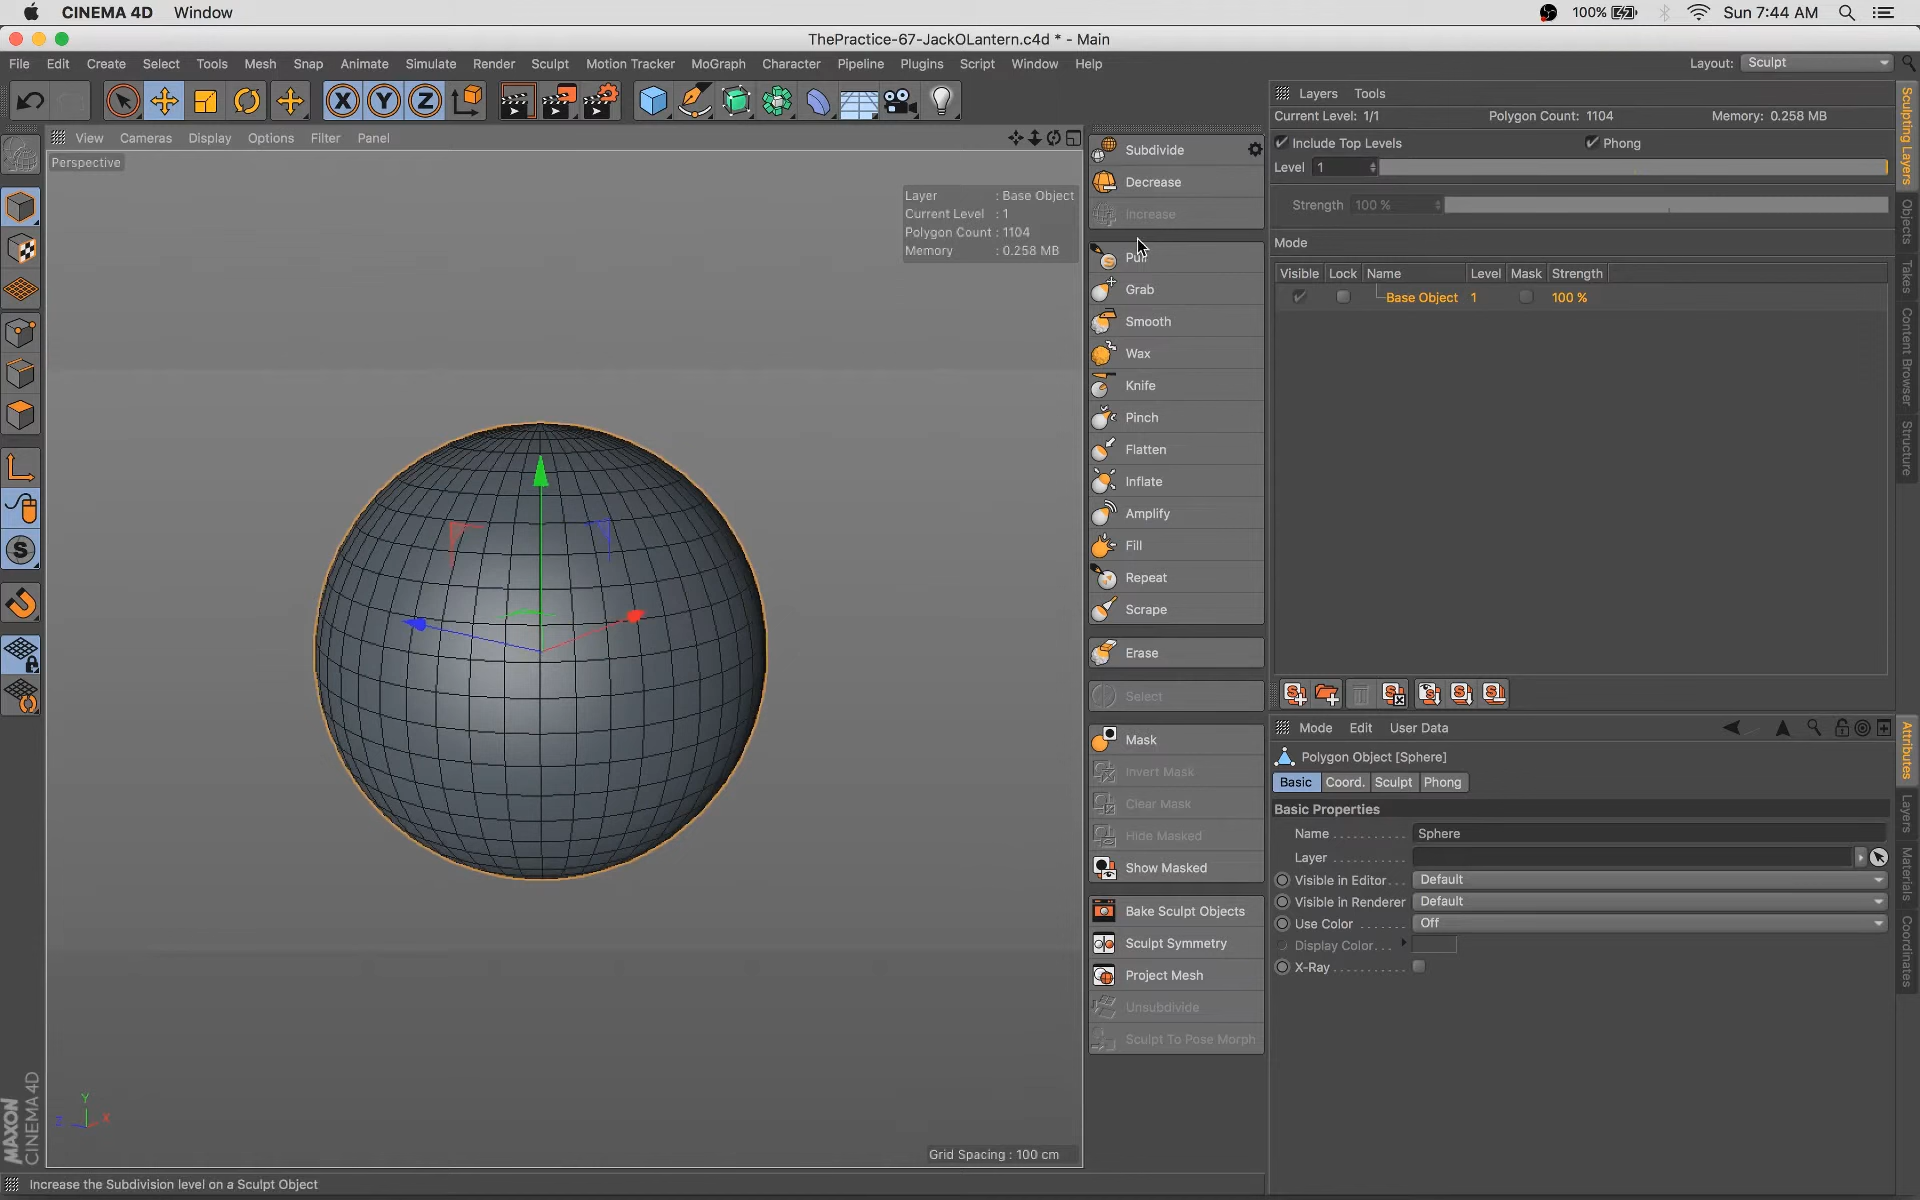 CINEMA 4D Window 100% Sun 7:44 AM
ThePractice-67-JackOLantern.c4d * - Main
File Edit Create Select Tools Mesh Snap Animate Simulate Render Sculpt Motion Tracker MoGraph Character Pipeline Plugins Script Window Help Layout: Sculpt
X Y Z
View Cameras Display Options Filter Panel
Perspective
Layer : Base Object
Current Level : 1
Polygon Count : 1104
Memory : 0.258 MB
Y
X
Z
Grid Spacing : 100 cm
MAXON
CINEMA 4D
Increase the Subdivision level on a Sculpt Object
Subdivide
Decrease
Increase
Pull
Grab
Smooth
Wax
Knife
Pinch
Flatten
Inflate
Amplify
Fill
Repeat
Scrape
Erase
Select
Mask
Invert Mask
Clear Mask
Hide Masked
Show Masked
Bake Sculpt Objects
Sculpt Symmetry
Project Mesh
Unsubdivide
Sculpt To Pose Morph
Layers Tools
Current Level: 1/1 Polygon Count: 1104 Memory: 0.258 MB
Include Top Levels Phong
Level 1
Strength 100 %
Mode
Visible Lock Name Level Mask Strength
Base Object 1 100 %
Mode Edit User Data
Polygon Object [Sphere]
Basic Coord. Sculpt Phong
Basic Properties
Name . . . . . . . . . . . Sphere
Layer . . . . . . . . . . .
Visible in Editor . . . Default
Visible in Renderer Default
Use Color . . . . . . . Off
Display Color . . .
X-Ray . . . . . . . . . . .
Sculpting Layers
Objects
Takes
Content Browser
Structure
Attributes
Layers
Materials
Coordinates